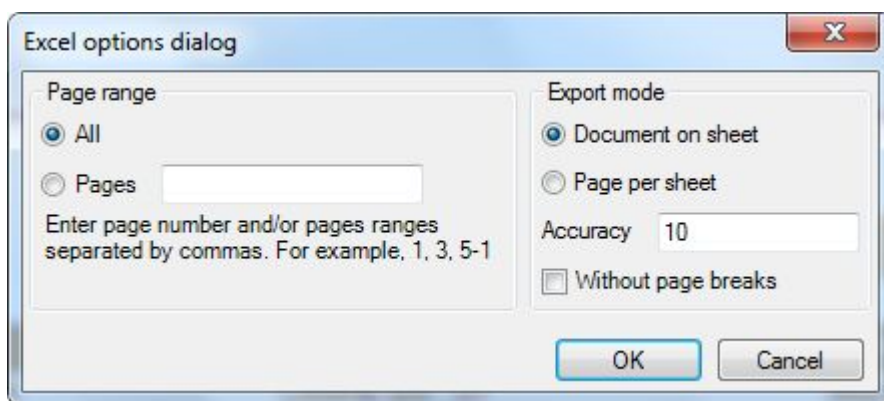 Excel options dialog
Page range
All
Pages
Enter page number and/or pages ranges
separated by commas. For example, 1, 3, 5-1
Export mode
Document on sheet
Page per sheet
Accuracy 10
Without page breaks
OK Cancel